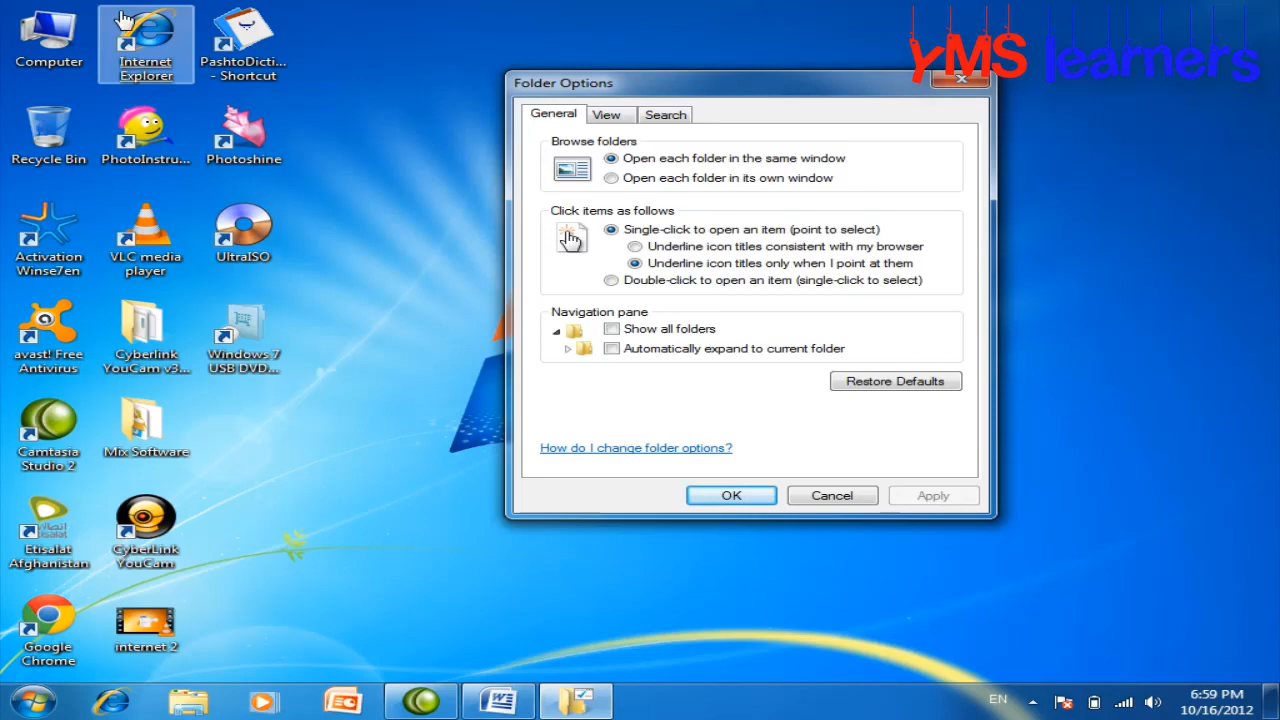 Computer
Internet
Explorer
PashtoDicti...
- Shortcut
Recycle Bin
PhotoInstru...
Photoshine
Activation
Winse7en
VLC media
player
UltraISO
avast! Free
Antivirus
Cyberlink
YouCam v3...
Windows 7
USB DVD...
Camtasia
Studio 2
Mix Software
Etisalat
Afghanistan
CyberLink
YouCam
Google
Chrome
internet 2
YMS learners
Folder Options
General
View
Search
Browse folders
Open each folder in the same window
Open each folder in its own window
Click items as follows
Single-click to open an item (point to select)
Underline icon titles consistent with my browser
Underline icon titles only when I point at them
Double-click to open an item (single-click to select)
Navigation pane
Show all folders
Automatically expand to current folder
Restore Defaults
How do I change folder options?
OK
Cancel
Apply
EN
6:59 PM
10/16/2012